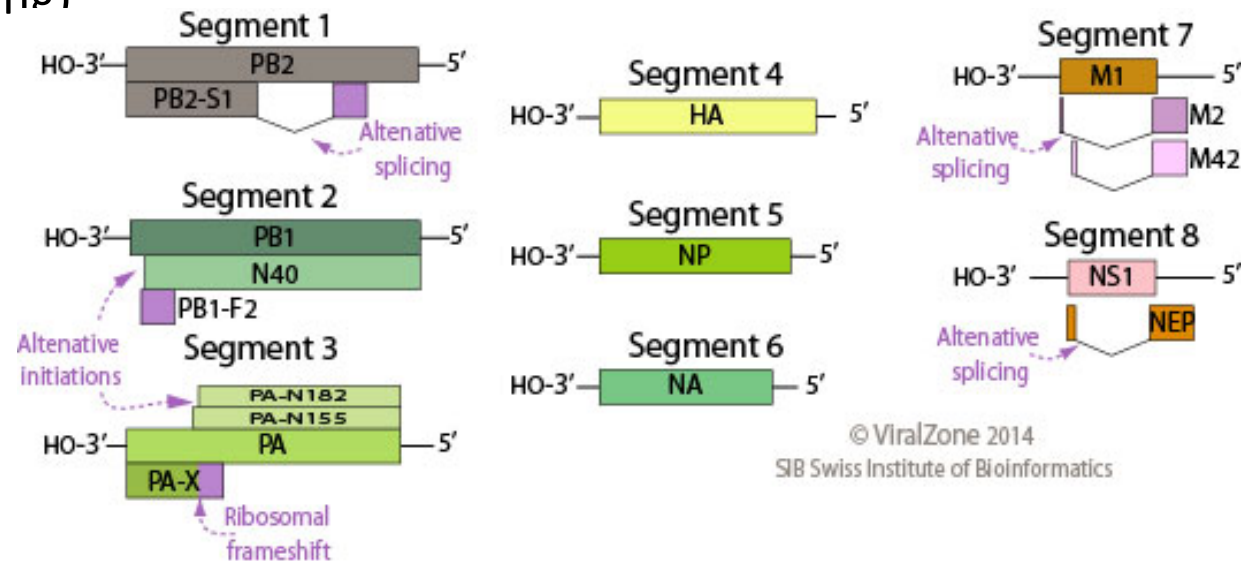 Segment 1
HO-3′ PB2 5′
PB2-S1
Altenative
splicing
Segment 2
HO-3′ PB1 5′
N40
PB1-F2
Altenative
initiations
Segment 3
PA-N182
PA-N155
HO-3′ PA 5′
PA-X
Ribosomal
frameshift
Segment 4
HO-3′ HA 5′
Segment 5
HO-3′ NP 5′
Segment 6
HO-3′ NA 5′
Segment 7
HO-3′ M1 5′
M2
Altenative
splicing
M42
Segment 8
HO-3′ NS1 5′
NEP
Altenative
splicing
© ViralZone 2014
SIB Swiss Institute of Bioinformatics